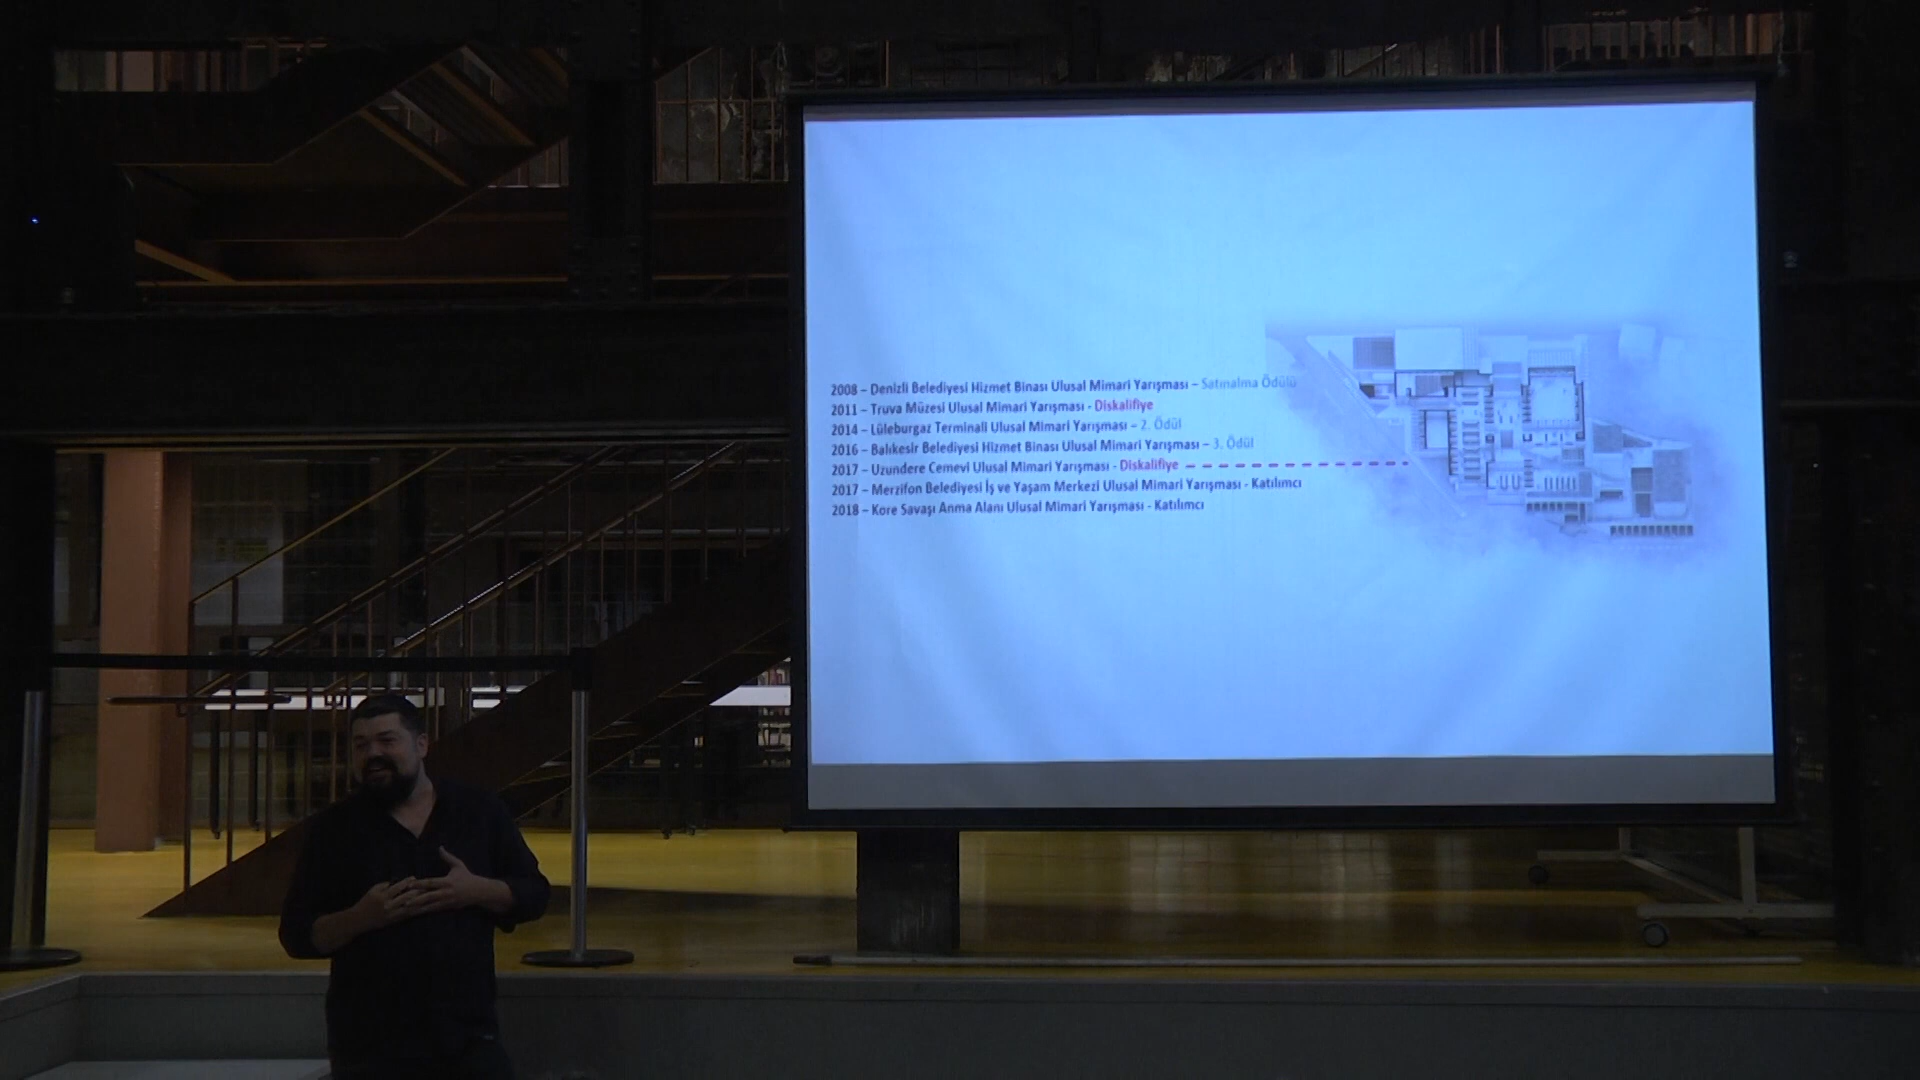 2008 – Denizli Belediyesi Hizmet Binası Ulusal Mimari Yarışması – Satınalma Ödülü
2011 – Truva Müzesi Ulusal Mimari Yarışması - Diskalifiye
2014 – Lüleburgaz Terminali Ulusal Mimari Yarışması – 2. Ödül
2016 – Balıkesir Belediyesi Hizmet Binası Ulusal Mimari Yarışması – 3. Ödül
2017 – Uzundere Cemevi Ulusal Mimari Yarışması - Diskalifiye
2017 – Merzifon Belediyesi İş ve Yaşam Merkezi Ulusal Mimari Yarışması - Katılımcı
2018 – Kore Savaşı Anma Alanı Ulusal Mimari Yarışması - Katılımcı